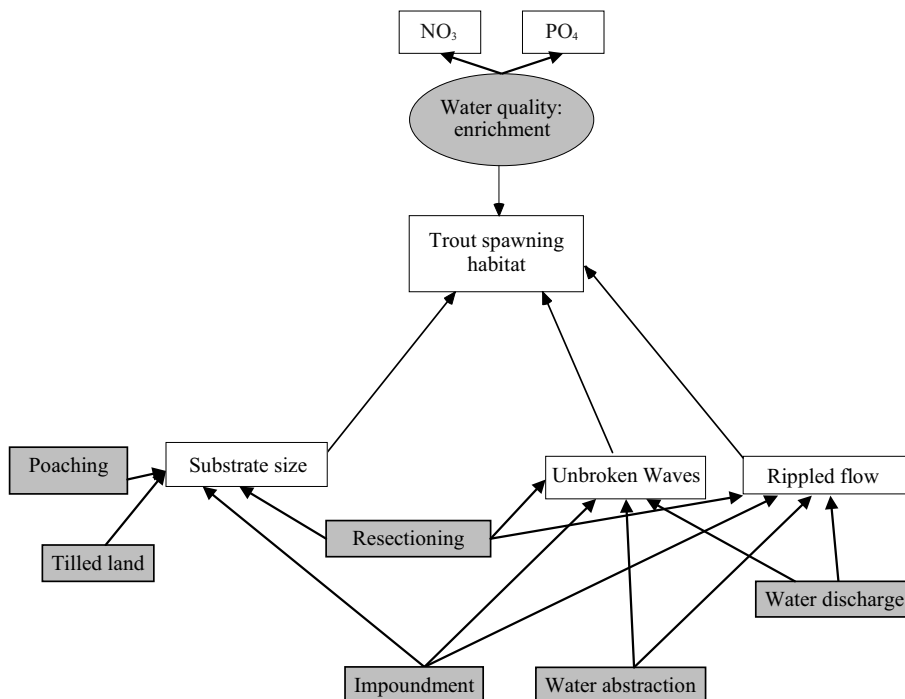 NO₃
PO₄
Water quality:
enrichment
Trout spawning
habitat
Poaching
Substrate size
Unbroken Waves
Rippled flow
Resectioning
Tilled land
Water discharge
Impoundment
Water abstraction